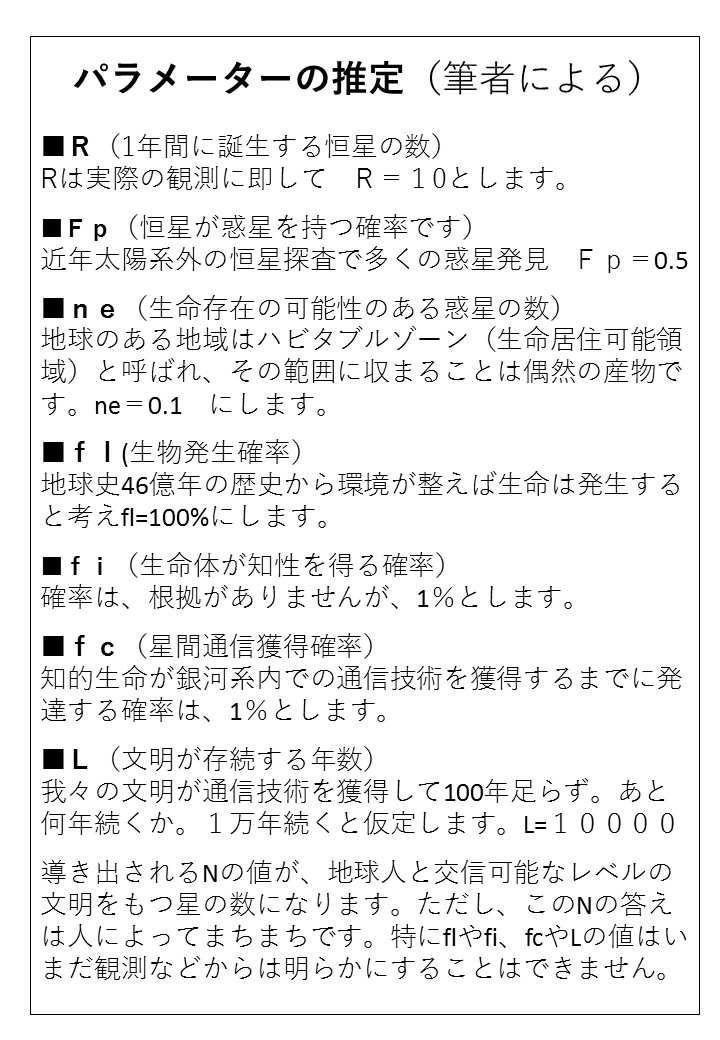 パラメーターの推定（筆者による）
■Ｒ（1年間に誕生する恒星の数）
Rは実際の観測に即して　Ｒ＝１0とします。
■Ｆｐ（恒星が惑星を持つ確率です）
近年太陽系外の恒星探査で多くの惑星発見　Ｆｐ＝0.5
■ｎｅ（生命存在の可能性のある惑星の数）
地球のある地域はハビタブルゾーン（生命居住可能領
域）と呼ばれ、その範囲に収まることは偶然の産物で
す。ne＝0.1　にします。
■ｆｌ(生物発生確率）
地球史46億年の歴史から環境が整えば生命は発生する
と考えfl=100%にします。
■ｆｉ（生命体が知性を得る確率）
確率は、根拠がありませんが、1％とします。
■ｆｃ（星間通信獲得確率）
知的生命が銀河系内での通信技術を獲得するまでに発
達する確率は、1％とします。
■Ｌ（文明が存続する年数）
我々の文明が通信技術を獲得して100年足らず。あと
何年続くか。１万年続くと仮定します。L=１００００
導き出されるNの値が、地球人と交信可能なレベルの
文明をもつ星の数になります。ただし、このNの答え
は人によってまちまちです。特にflやfi、fcやLの値はい
まだ観測などからは明らかにすることはできません。